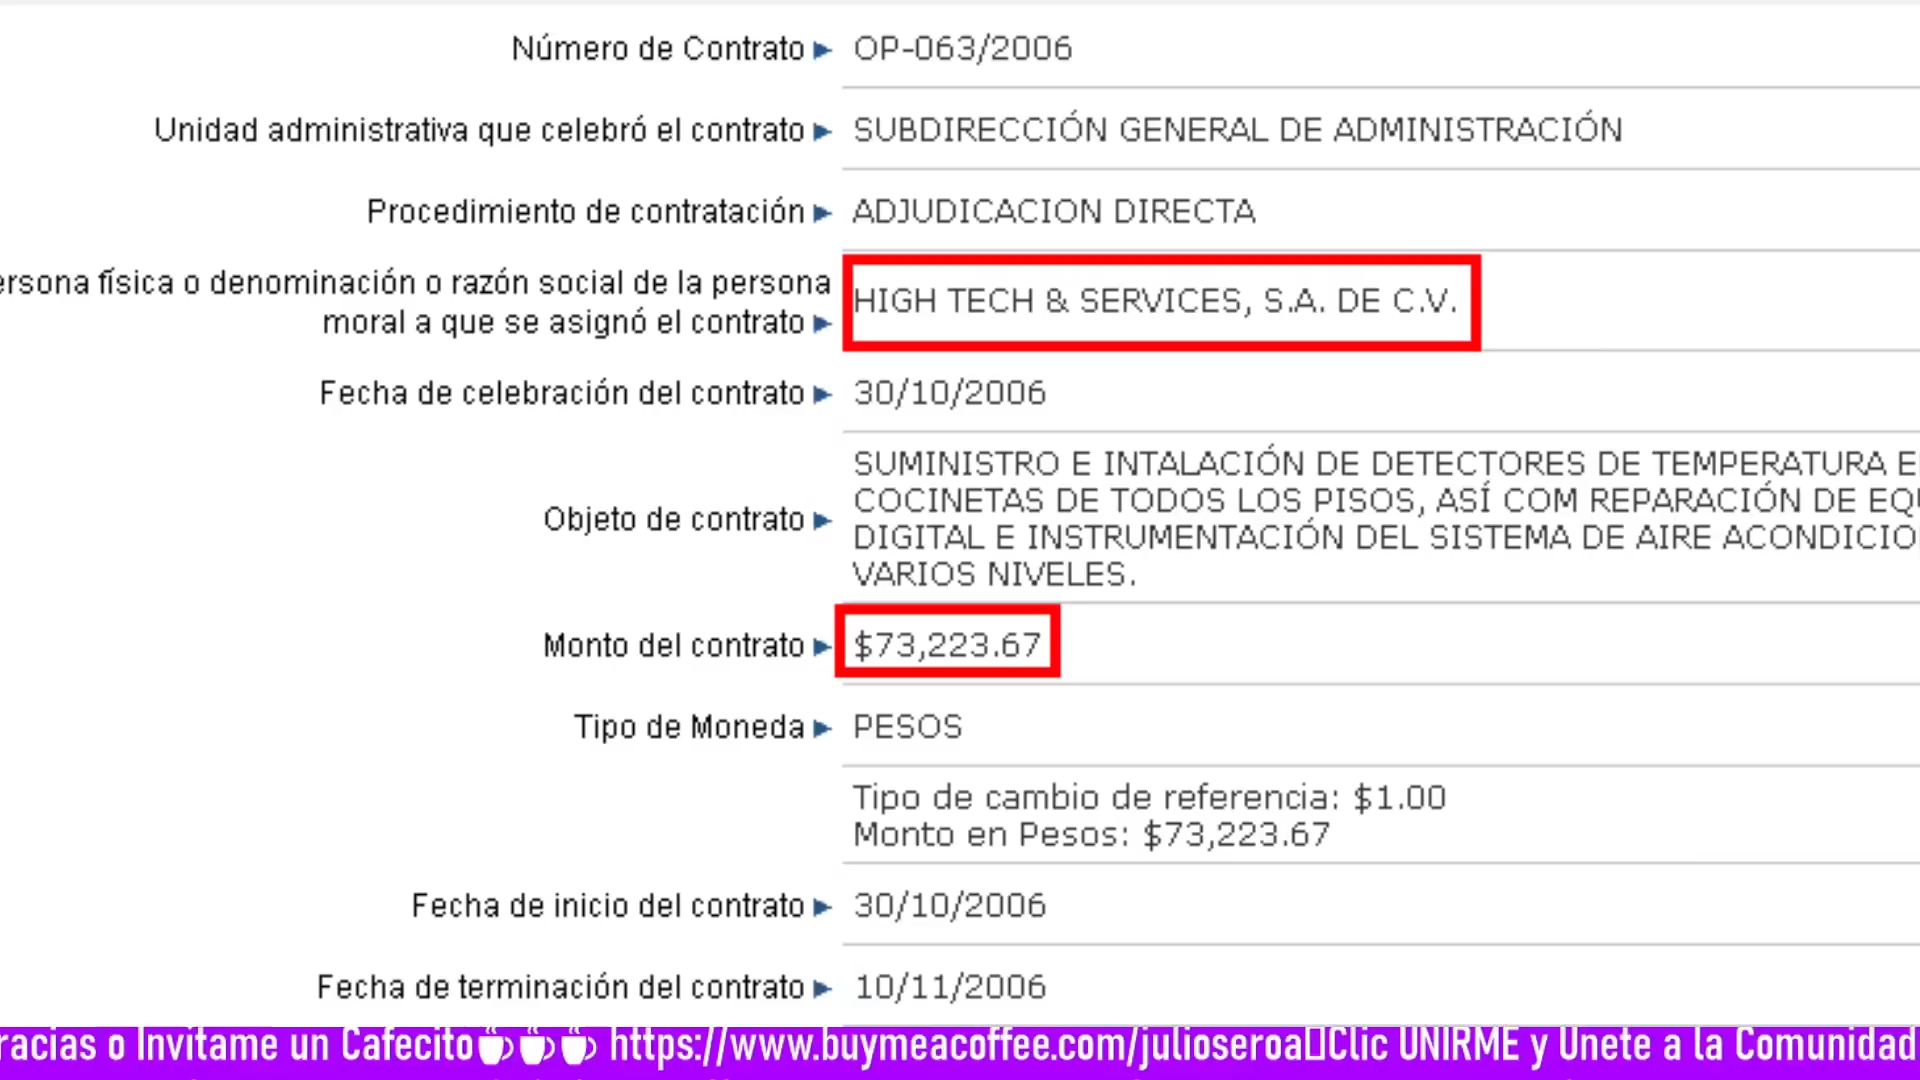 Número de Contrato OP-063/2006
Unidad administrativa que celebró el contrato SUBDIRECCIÓN GENERAL DE ADMINISTRACIÓN
Procedimiento de contratación ADJUDICACION DIRECTA
ersona física o denominación o razón social de la persona
moral a que se asignó el contrato HIGH TECH & SERVICES, S.A. DE C.V.
Fecha de celebración del contrato 30/10/2006
SUMINISTRO E INTALACIÓN DE DETECTORES DE TEMPERATURA
COCINETAS DE TODOS LOS PISOS, ASÍ COM REPARACIÓN DE EQU
Objeto de contrato
DIGITAL E INSTRUMENTACIÓN DEL SISTEMA DE AIRE ACONDICIO
VARIOS NIVELES.
Monto del contrato $73,223.67
Tipo de Moneda PESOS
Tipo de cambio de referencia: $1.00
Monto en Pesos: $73,223.67
Fecha de inicio del contrato 30/10/2006
Fecha de terminación del contrato 10/11/2006
racias o Invitame un Cafecito☕☕☕ https://www.buymeacoffee.com/julioseroa Clic UNIRME y Unete a la Comunidad